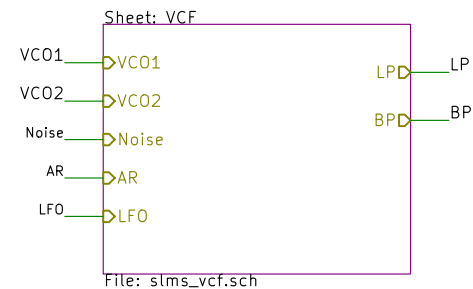 Sheet: VCF
VCO1 VCO1 LP LP
VCO2 VCO2
BP BP
Noise Noise
AR AR
LFO LFO
File: slms_vcf.sch